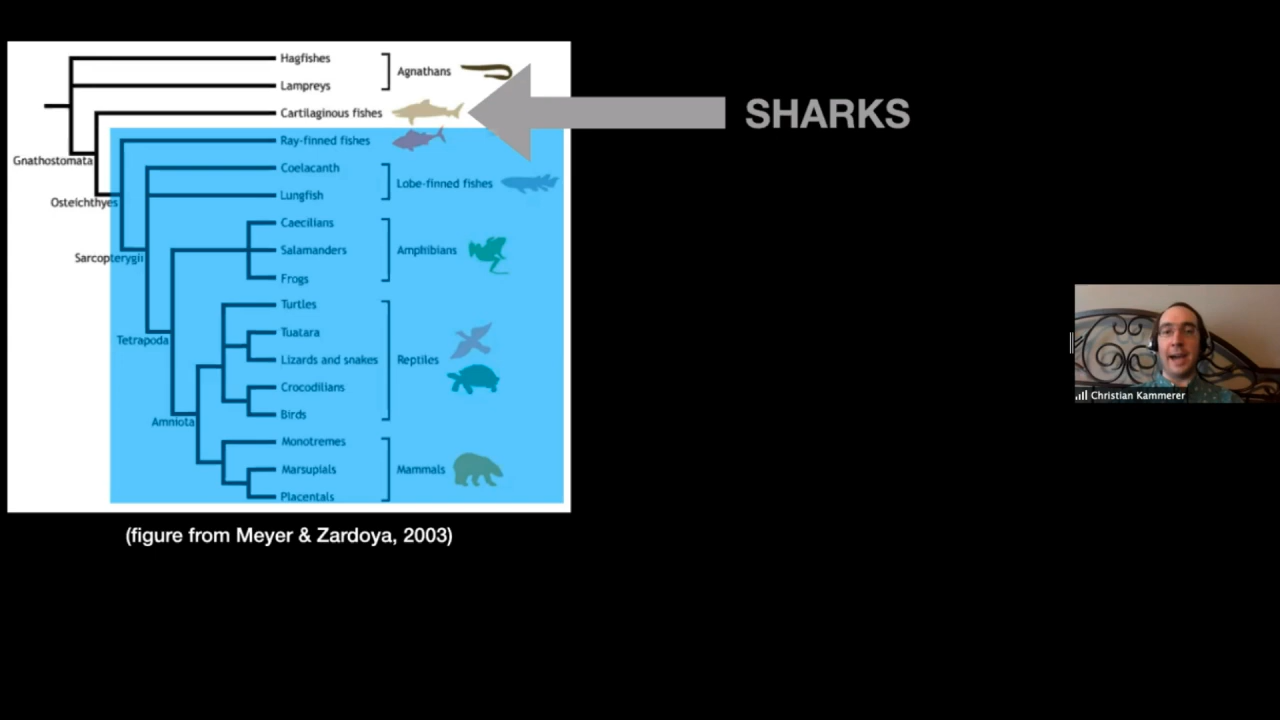 Hagfishes
Agnathans
Lampreys
Cartilaginous fishes
SHARKS
Ray-finned fishes
Gnathostomata
Coelacanth
Lobe-finned fishes
Lungfish
Osteichthyes
Caecilians
Salamanders
Amphibians
Sarcopterygii
Frogs
Turtles
Tuatara
Tetrapoda
Lizards and snakes
Reptiles
Crocodilians
Birds
Amniota
Monotremes
Marsupials
Mammals
Placentals
Christian Kammerer
(figure from Meyer & Zardoya, 2003)